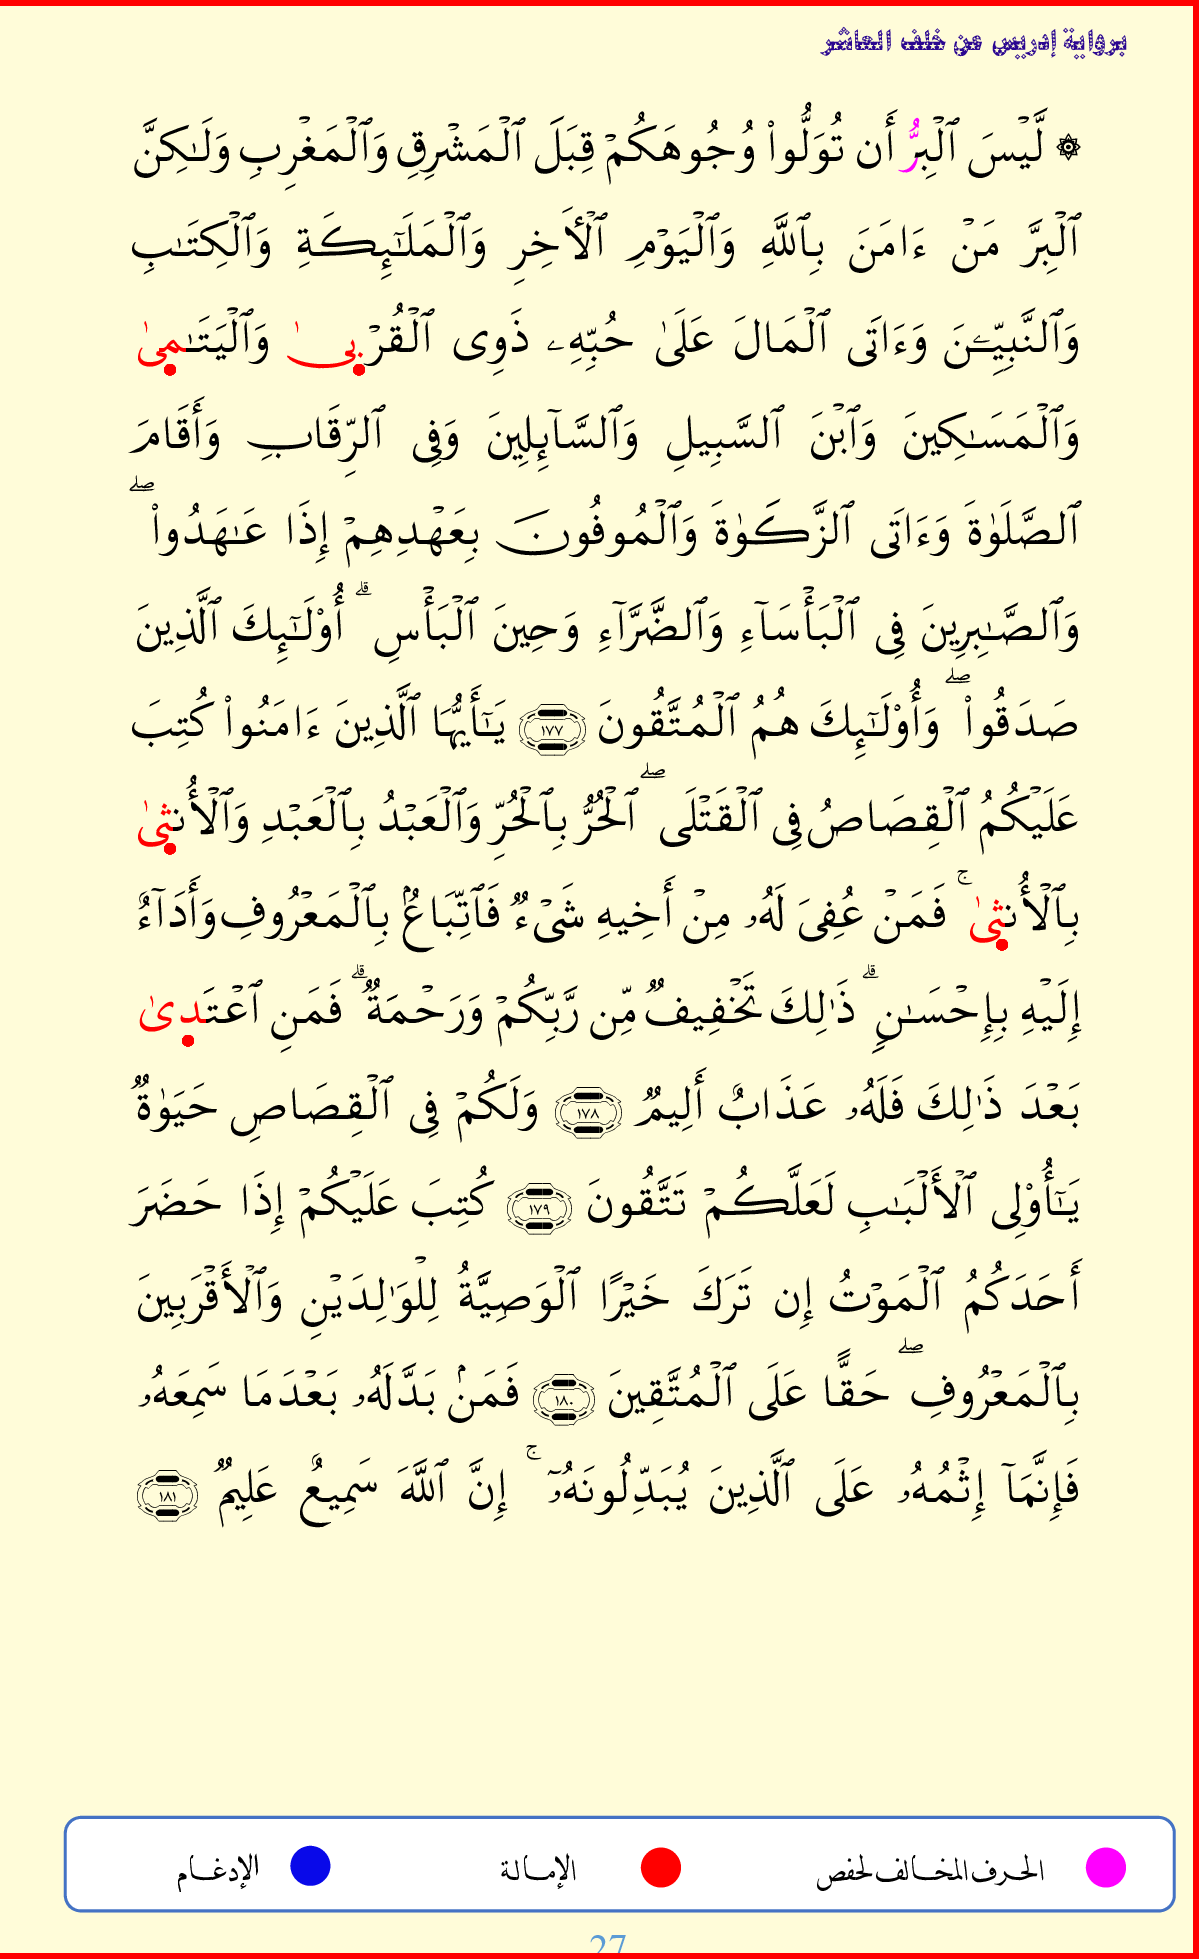 برواية إدريس عن خلف العاشر
۞ لَّيۡسَ ٱلۡبِرُّ أَن تُوَلُّواْ وُجُوهَكُمۡ قِبَلَ ٱلۡمَشۡرِقِ وَٱلۡمَغۡرِبِ وَلَـٰكِنَّ
ٱلۡبِرَّ مَنۡ ءَامَنَ بِٱللَّهِ وَٱلۡيَوۡمِ ٱلۡأَخِرِ وَٱلۡمَلَـٰٓئِكَةِ وَٱلۡكِتَـٰبِ
وَٱلنَّبِيِّـۧنَ وَءَاتَى ٱلۡمَالَ عَلَىٰ حُبِّهِۦ ذَوِى ٱلۡقُرۡبىٰ وَٱلۡيَتَـٰمىٰ
وَٱلۡمَسَـٰكِينَ وَٱبۡنَ ٱلسَّبِيلِ وَٱلسَّآئِلِينَ وَفِى ٱلرِّقَابِ وَأَقَامَ
ٱلصَّلَوٰةَ وَءَاتَى ٱلزَّكَوٰةَ وَٱلۡمُوفُونَ بِعَهۡدِهِمۡ إِذَا عَـٰهَدُواْ ۖ
وَٱلصَّـٰبِرِينَ فِى ٱلۡبَأۡسَآءِ وَٱلضَّرَّآءِ وَحِينَ ٱلۡبَأۡسِ ۗ أُوْلَـٰٓئِكَ ٱلَّذِينَ
صَدَقُواْ ۖ وَأُوْلَـٰٓئِكَ هُمُ ٱلۡمُتَّقُونَ ١٧٧ يَـٰٓأَيُّهَا ٱلَّذِينَ ءَامَنُواْ كُتِبَ
عَلَيۡكُمُ ٱلۡقِصَاصُ فِى ٱلۡقَتۡلَى ۖ ٱلۡحُرُّ بِٱلۡحُرِّ وَٱلۡعَبۡدُ بِٱلۡعَبۡدِ وَٱلۡأُنثىٰ
بِٱلۡأُنثىٰ ۚ فَمَنۡ عُفِىَ لَهُۥ مِنۡ أَخِيهِ شَىۡءٌ فَٱتِّبَاعُۢ بِٱلۡمَعۡرُوفِ وَأَدَآءٌ
إِلَيۡهِ بِإِحۡسَـٰنٍ ۗ ذَٰلِكَ تَخۡفِيفٌ مِّن رَّبِّكُمۡ وَرَحۡمَةٌ ۗ فَمَنِ ٱعۡتَدىٰ
بَعۡدَ ذَٰلِكَ فَلَهُۥ عَذَابٌ أَلِيمٌ ١٧٨ وَلَكُمۡ فِى ٱلۡقِصَاصِ حَيَوٰةٌ
يَـٰٓأُوْلِى ٱلۡأَلۡبَـٰبِ لَعَلَّكُمۡ تَتَّقُونَ ١٧٩ كُتِبَ عَلَيۡكُمۡ إِذَا حَضَرَ
أَحَدَكُمُ ٱلۡمَوۡتُ إِن تَرَكَ خَيۡرًا ٱلۡوَصِيَّةُ لِلۡوَٰلِدَيۡنِ وَٱلۡأَقۡرَبِينَ
بِٱلۡمَعۡرُوفِ ۖ حَقًّا عَلَى ٱلۡمُتَّقِينَ ١٨٠ فَمَنۢ بَدَّلَهُۥ بَعۡدَمَا سَمِعَهُۥ
فَإِنَّمَآ إِثۡمُهُۥ عَلَى ٱلَّذِينَ يُبَدِّلُونَهُۥٓ ۚ إِنَّ ٱللَّهَ سَمِيعٌ عَلِيمٌ ١٨١
الحرف المخالف لحفص الإمالة الإدغام
27